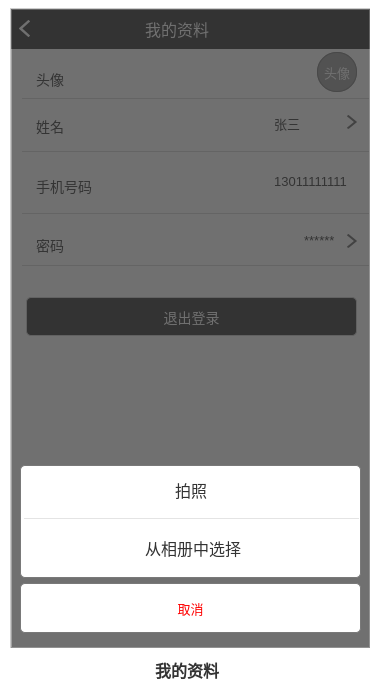 我的资料
头像
头像
姓名
张三
手机号码
13011111111
密码
******
退出登录
拍照
从相册中选择
取消
我的资料